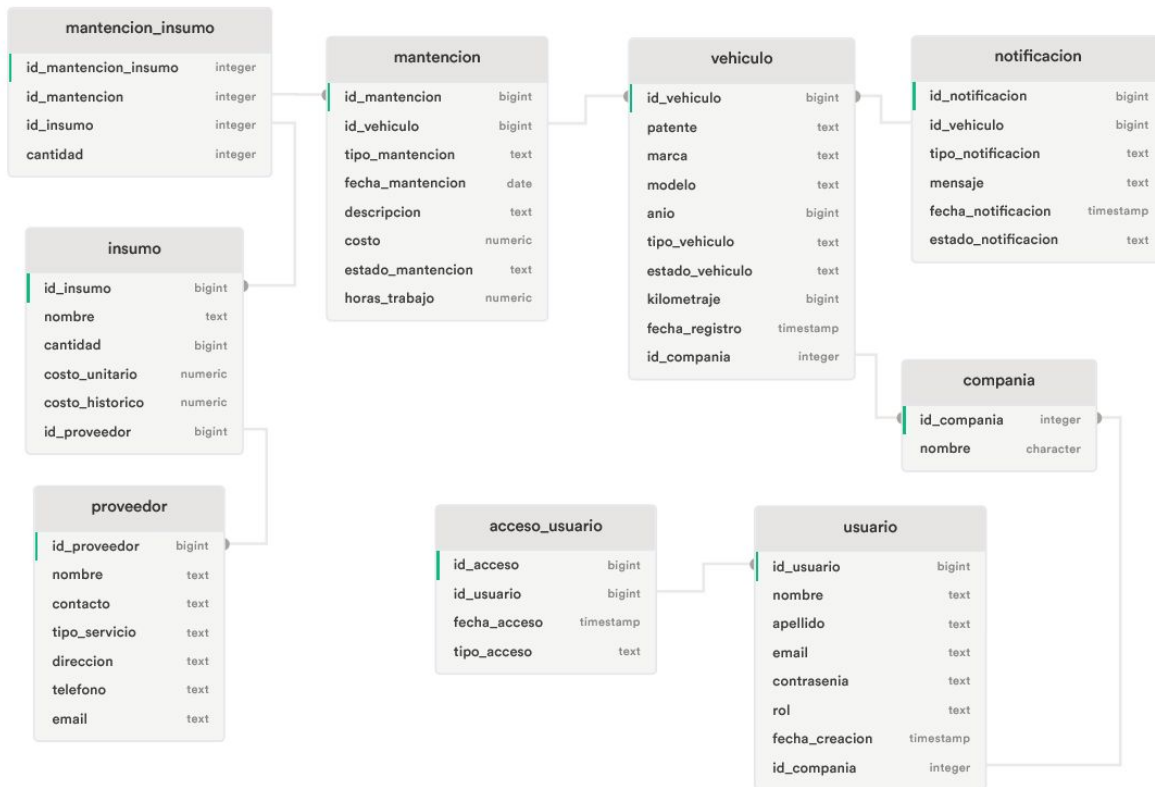 mantencion_insumo
id_mantencion_insumo integer
id_mantencion integer
id_insumo integer
cantidad integer
mantencion
id_mantencion bigint
id_vehiculo bigint
tipo_mantencion text
fecha_mantencion date
descripcion text
costo numeric
estado_mantencion text
horas_trabajo numeric
vehiculo
id_vehiculo bigint
patente text
marca text
modelo text
anio bigint
tipo_vehiculo text
estado_vehiculo text
kilometraje bigint
fecha_registro timestamp
id_compania integer
notificacion
id_notificacion bigint
id_vehiculo bigint
tipo_notificacion text
mensaje text
fecha_notificacion timestamp
estado_notificacion text
insumo
id_insumo bigint
nombre text
cantidad bigint
costo_unitario numeric
costo_historico numeric
id_proveedor bigint
compania
id_compania integer
nombre character
proveedor
id_proveedor bigint
nombre text
contacto text
tipo_servicio text
direccion text
telefono text
email text
acceso_usuario
id_acceso bigint
id_usuario bigint
fecha_acceso timestamp
tipo_acceso text
usuario
id_usuario bigint
nombre text
apellido text
email text
contrasenia text
rol text
fecha_creacion timestamp
id_compania integer